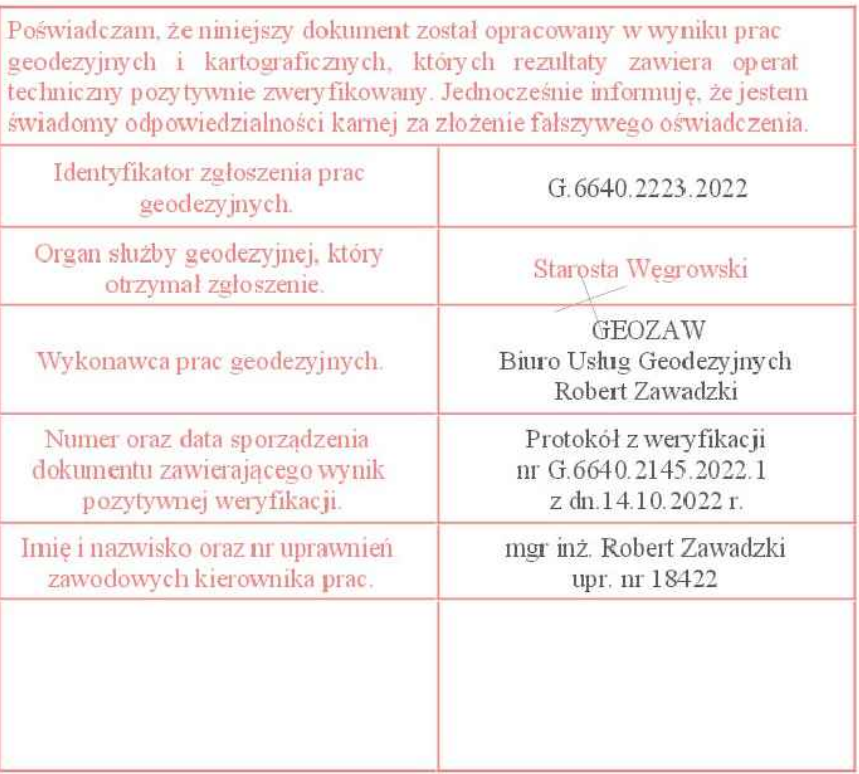 Poświadczam, że niniejszy dokument został opracowany w wyniku prac
geodezyjnych i kartograficznych, których rezultaty zawiera operat
techniczny pozytywnie zweryfikowany. Jednocześnie informuję, że jestem
świadomy odpowiedzialności karnej za złożenie fałszywego oświadczenia.
Identyfikator zgłoszenia prac
geodezyjnych.
G.6640.2223.2022
Organ służby geodezyjnej, który
otrzymał zgłoszenie.
Starosta Węgrowski
Wykonawca prac geodezyjnych.
GEOZAW
Biuro Usług Geodezyjnych
Robert Zawadzki
Numer oraz data sporządzenia
dokumentu zawierającego wynik
pozytywnej weryfikacji.
Protokół z weryfikacji
nr G.6640.2145.2022.1
z dn.14.10.2022 r.
Imię i nazwisko oraz nr uprawnień
zawodowych kierownika prac.
mgr inż. Robert Zawadzki
upr. nr 18422